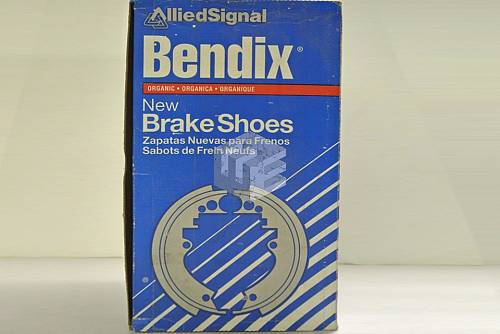 AlliedSignal
Bendix®
ORGANIC • ORGANICA • ORGANIQUE
New
Brake Shoes
Zapatas Nuevas para Frenos
Sabots de Frein Neufs
®